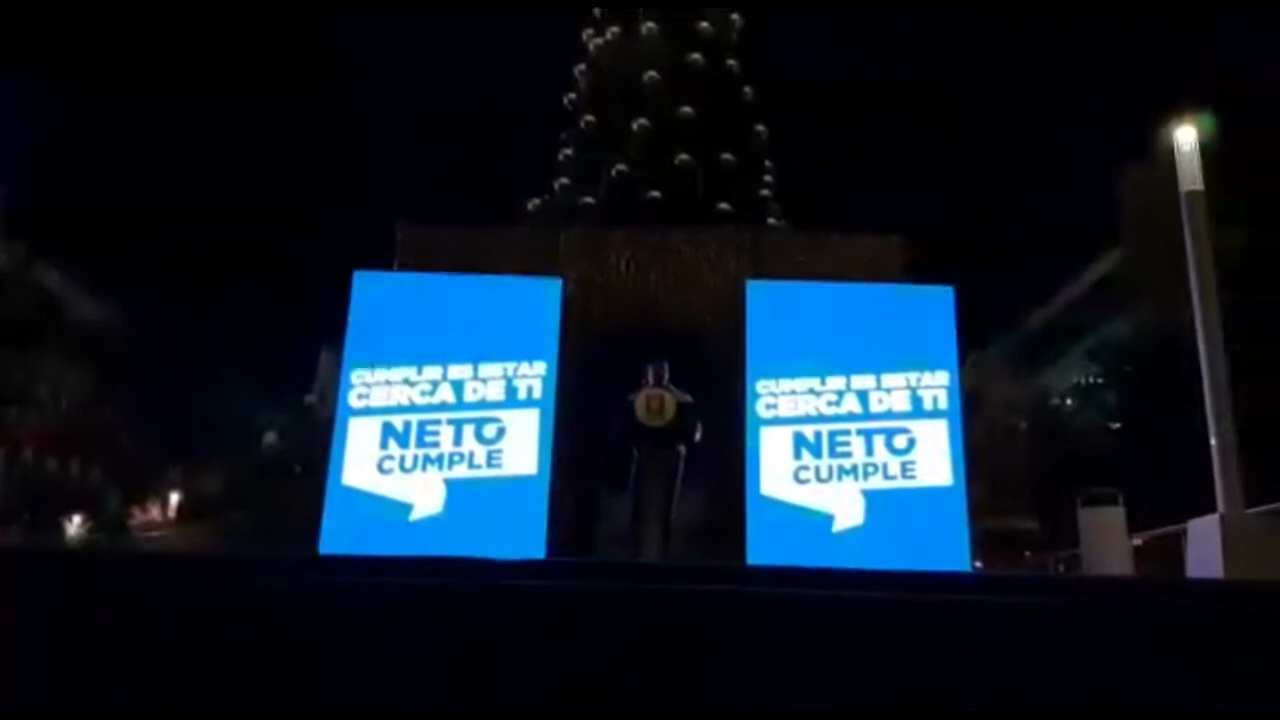 CUMPLIR ES ESTAR
CERCA DE TI
NETO
CUMPLE
CUMPLIR ES ESTAR
CERCA DE TI
NETO
CUMPLE